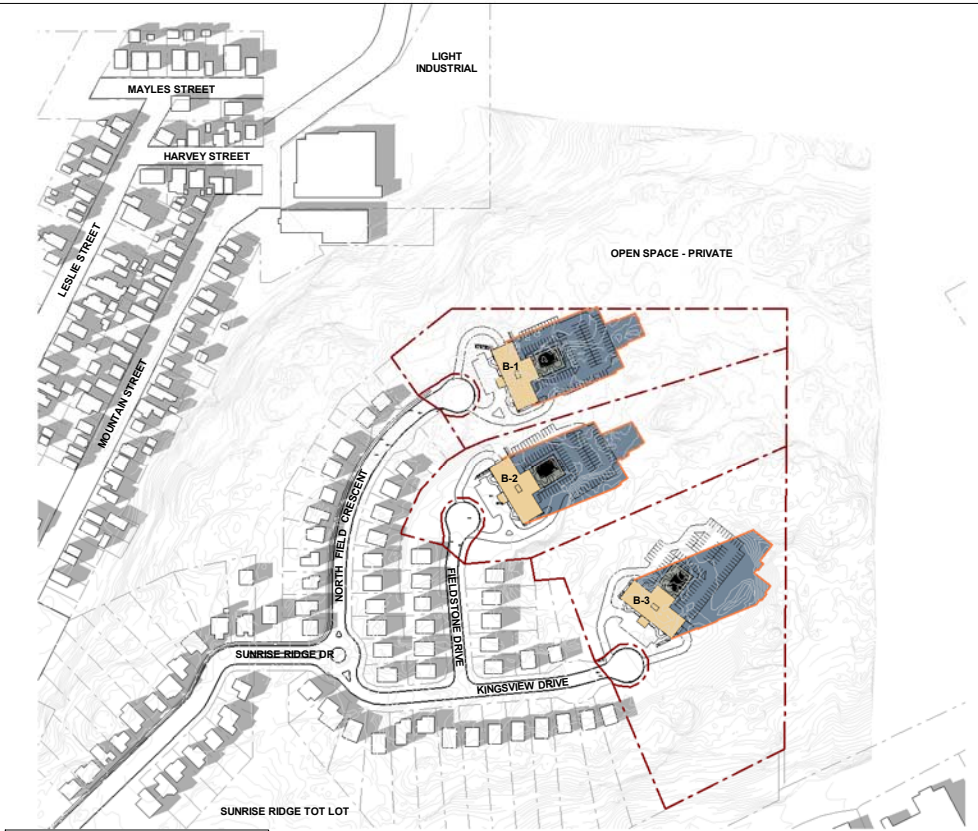 LIGHT
INDUSTRIAL
MAYLES STREET
HARVEY STREET
LESLIE STREET
OPEN SPACE - PRIVATE
MOUNTAIN STREET
B-1
B-2
NORTH FIELD CRESCENT
FIELDSTONE DRIVE
B-3
SUNRISE RIDGE DR
KINGSVIEW DRIVE
SUNRISE RIDGE TOT LOT